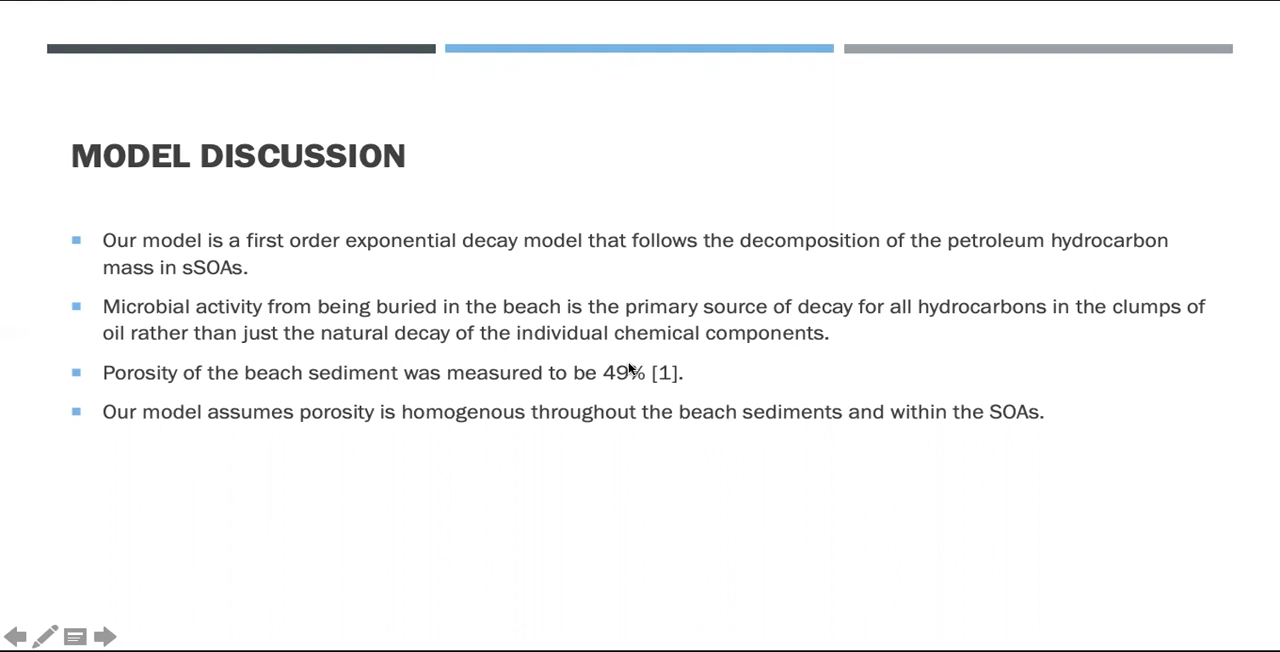 MODEL DISCUSSION
Our model is a first order exponential decay model that follows the decomposition of the petroleum hydrocarbon
mass in sSOAs.
Microbial activity from being buried in the beach is the primary source of decay for all hydrocarbons in the clumps of
oil rather than just the natural decay of the individual chemical components.
Porosity of the beach sediment was measured to be 49% [1].
Our model assumes porosity is homogenous throughout the beach sediments and within the SOAs.